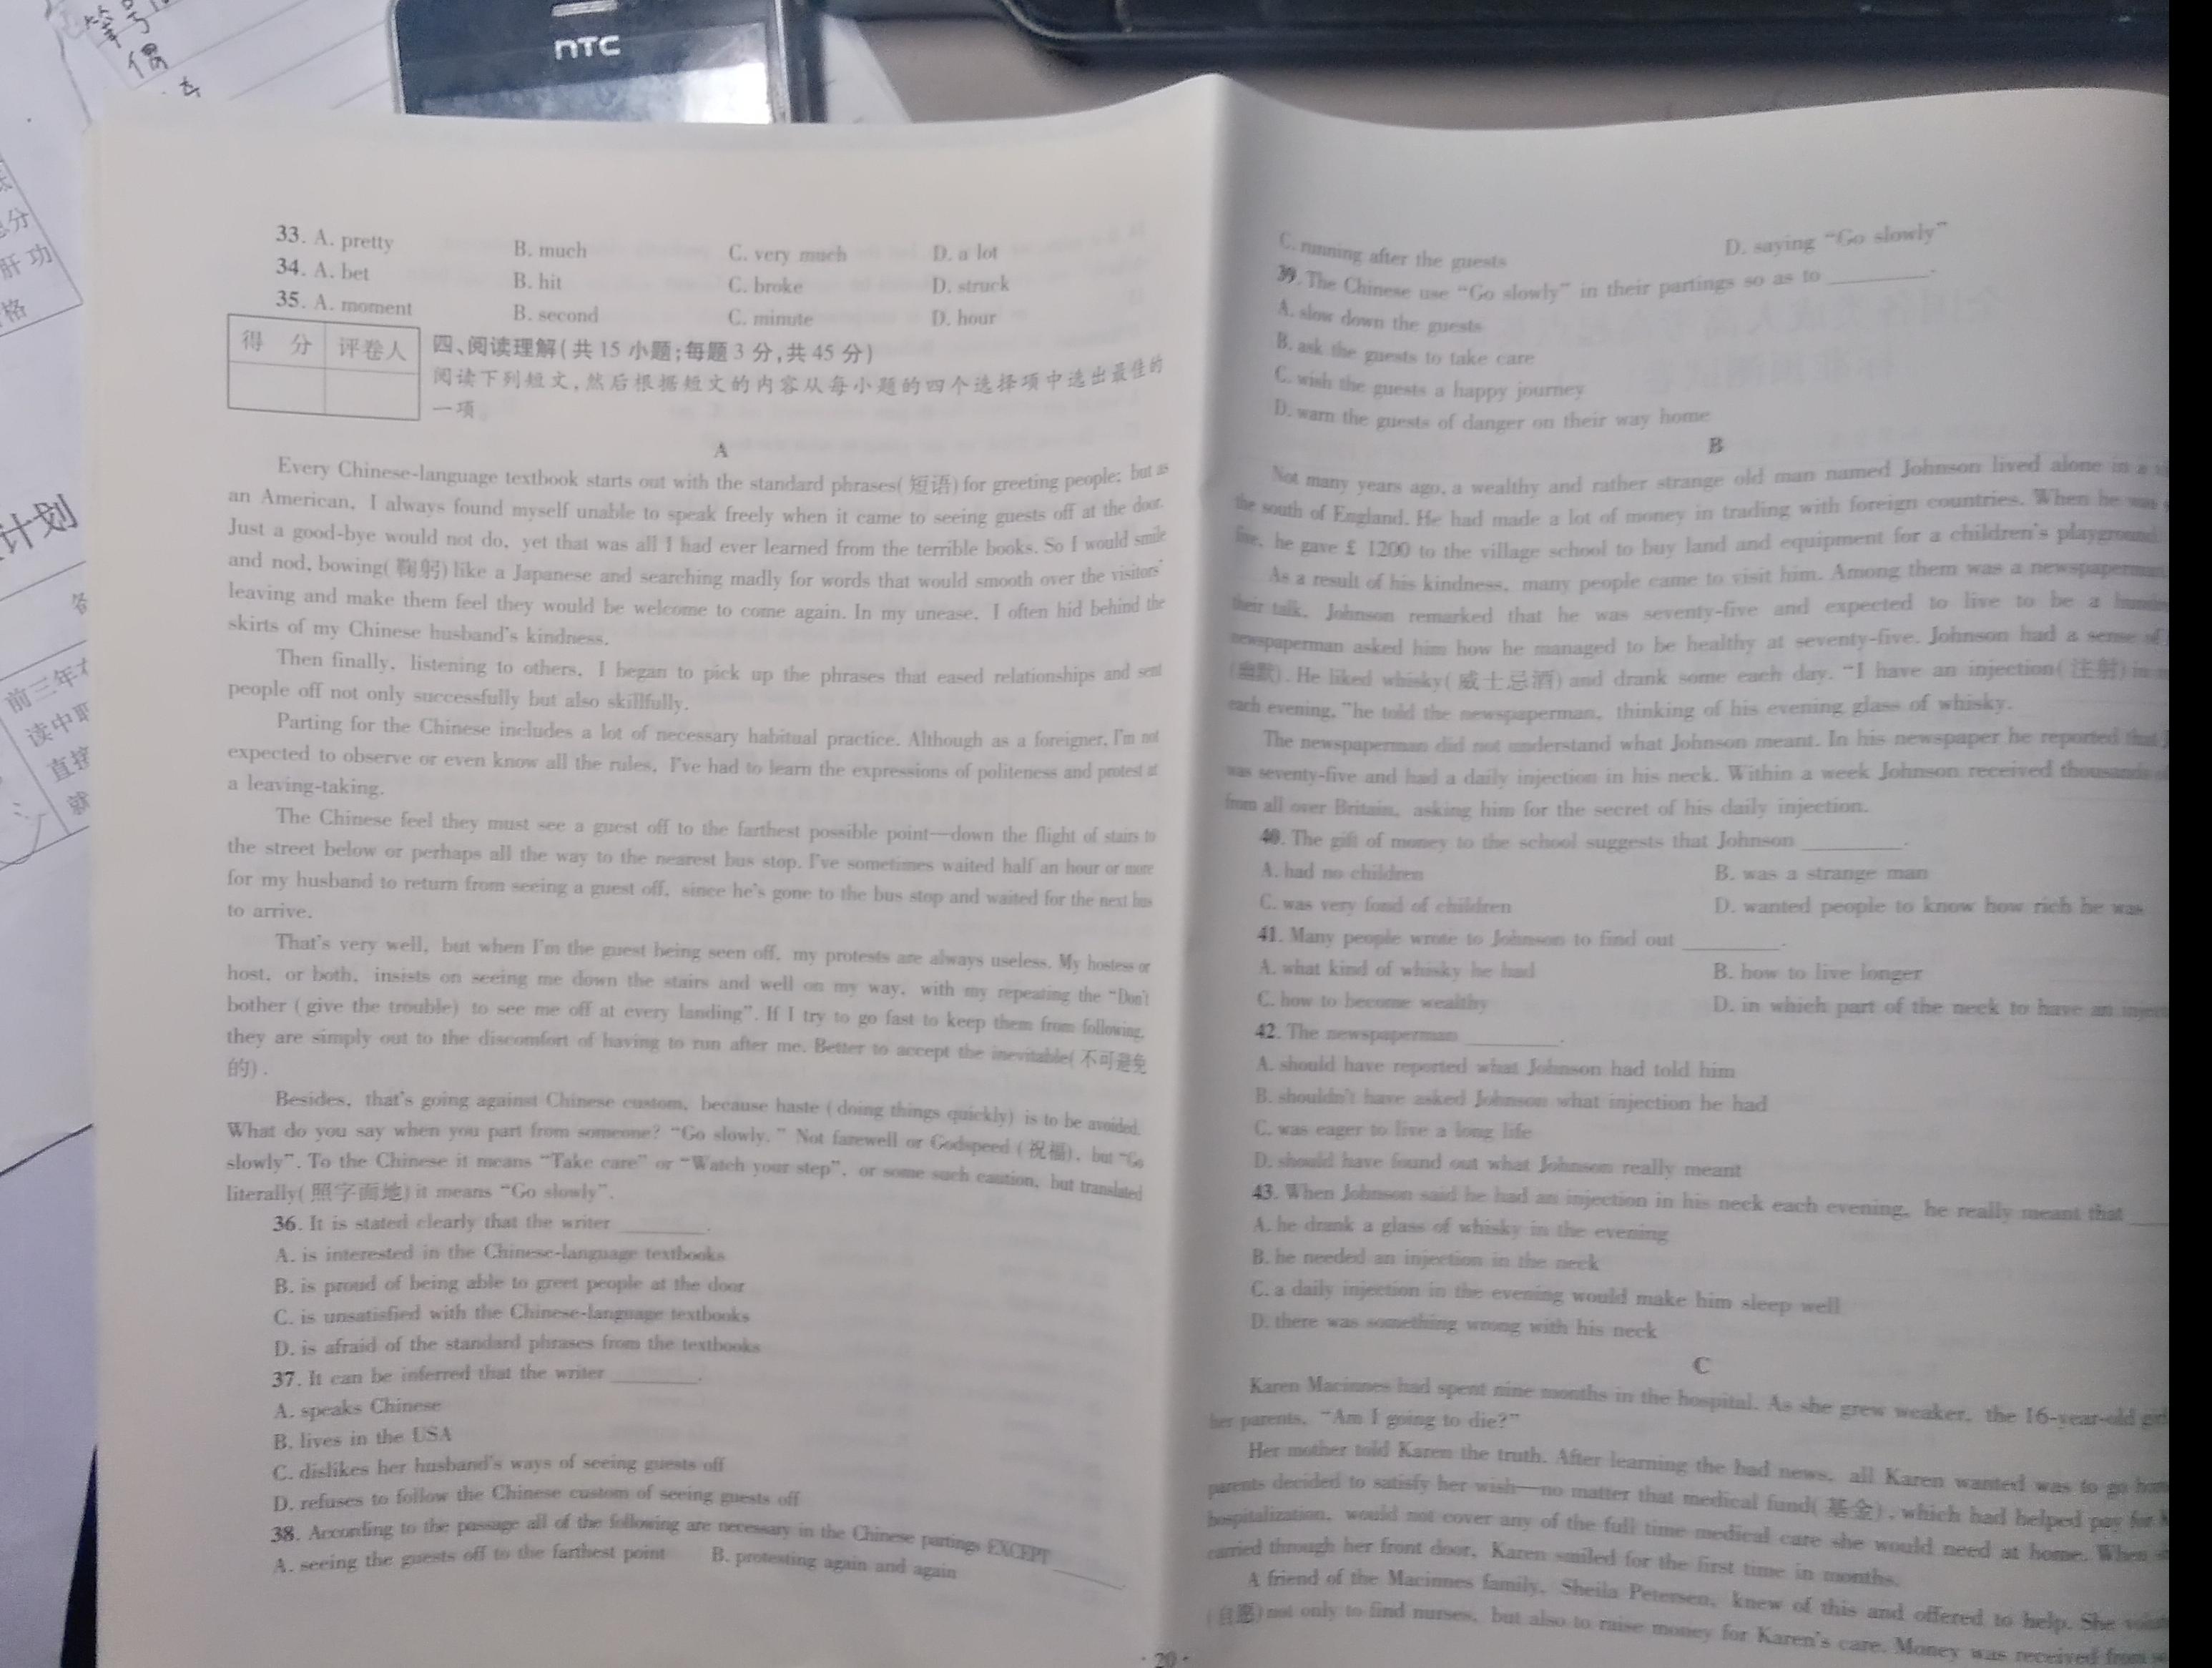 hTC
计划
肝功
格
33. A. pretty B. much C. very much D. a lot
34. A. bet B. hit C. broke D. struck
35. A. moment B. second C. minute D. hour
得 分 评卷人
四、阅读理解(共15小题;每题3分,共45分)
阅读下列短文,然后根据短文的内容从每小题的四个选择项中选出最佳的
一项
A
Every Chinese-language textbook starts out with the standard phrases(短语)for greeting people; but as
an American, I always found myself unable to speak freely when it came to seeing guests off at the door.
Just a good-bye would not do, yet that was all I had ever learned from the terrible books. So I would smile
and nod, bowing(鞠躬)like a Japanese and searching madly for words that would smooth over the visitors'
leaving and make them feel they would be welcome to come again. In my unease, I often hid behind the
skirts of my Chinese husband's kindness.
Then finally, listening to others, I began to pick up the phrases that eased relationships and sent
people off not only successfully but also skillfully.
Parting for the Chinese includes a lot of necessary habitual practice. Although as a foreigner, I'm not
expected to observe or even know all the rules, I've had to learn the expressions of politeness and protest at
a leaving-taking.
The Chinese feel they must see a guest off to the farthest possible point—down the flight of stairs to
the street below or perhaps all the way to the nearest bus stop. I've sometimes waited half an hour or more
for my husband to return from seeing a guest off, since he's gone to the bus stop and waited for the next bus
to arrive.
That's very well, but when I'm the guest being seen off, my protests are always useless. My hostess or
host, or both, insists on seeing me down the stairs and well on my way, with my repeating the "Don't
bother (give the trouble) to see me off at every landing". If I try to go fast to keep them from following,
they are simply out to the discomfort of having to run after me. Better to accept the inevitable(不可避免
的).
Besides, that's going against Chinese custom, because haste (doing things quickly) is to be avoided.
What do you say when you part from someone? "Go slowly." Not farewell or Godspeed (祝福), but "Go
slowly". To the Chinese it means "Take care" or "Watch your step", or some such caution, but translated
literally(照字面地)it means "Go slowly".
36. It is stated clearly that the writer ______.
A. is interested in the Chinese-language textbooks
B. is proud of being able to greet people at the door
C. is unsatisfied with the Chinese-language textbooks
D. is afraid of the standard phrases from the textbooks
37. It can be inferred that the writer ______.
A. speaks Chinese
B. lives in the USA
C. dislikes her husband's ways of seeing guests off
D. refuses to follow the Chinese custom of seeing guests off
38. According to the passage all of the following are necessary in the Chinese partings EXCEPT ______
A. seeing the guests off to the farthest point B. protesting again and again
C. running after the guests D. saying "Go slowly"
39. The Chinese use "Go slowly" in their partings so as to ______.
A. slow down the guests
B. ask the guests to take care
C. wish the guests a happy journey
D. warn the guests of danger on their way home
B
Not many years ago, a wealthy and rather strange old man named Johnson lived alone in a
the south of England. He had made a lot of money in trading with foreign countries. When he was
he gave £ 1200 to the village school to buy land and equipment for a children's playground
As a result of his kindness, many people came to visit him. Among them was a newspaperman
their talk, Johnson remarked that he was seventy-five and expected to live to be a
newspaperman asked him how he managed to be healthy at seventy-five. Johnson had a sense of
(幽默). He liked whisky(威士忌酒) and drank some each day. "I have an injection(注射)in
each evening," he told the newspaperman, thinking of his evening glass of whisky.
The newspaperman did not understand what Johnson meant. In his newspaper he reported that
was seventy-five and had a daily injection in his neck. Within a week Johnson received thousands
from all over Britain, asking him for the secret of his daily injection.
40. The gift of money to the school suggests that Johnson ______.
A. had no children B. was a strange man
C. was very fond of children D. wanted people to know how rich he was
41. Many people wrote to Johnson to find out ______.
A. what kind of whisky he had B. how to live longer
C. how to become wealthy D. in which part of the neck to have an
42. The newspaperman ______.
A. should have reported what Johnson had told him
B. shouldn't have asked Johnson what injection he had
C. was eager to live a long life
D. should have found out what Johnson really meant
43. When Johnson said he had an injection in his neck each evening, he really meant that
A. he drank a glass of whisky in the evening
B. he needed an injection in the neck
C. a daily injection in the evening would make him sleep well
D. there was something wrong with his neck
C
Karen Macinnes had spent nine months in the hospital. As she grew weaker, the 16-year-old
her parents, "Am I going to die?"
Her mother told Karen the truth. After learning the bad news, all Karen wanted was to go
parents decided to satisfy her wish—no matter that medical fund(基金), which had helped pay for
hospitalization, would not cover any of the full time medical care she would need at home. When
carried through her front door, Karen smiled for the first time in months.
A friend of the Macinnes family, Sheila Petersen, knew of this and offered to help. She
(自愿)not only to find nurses, but also to raise money for Karen's care. Money was received from
· 20 ·